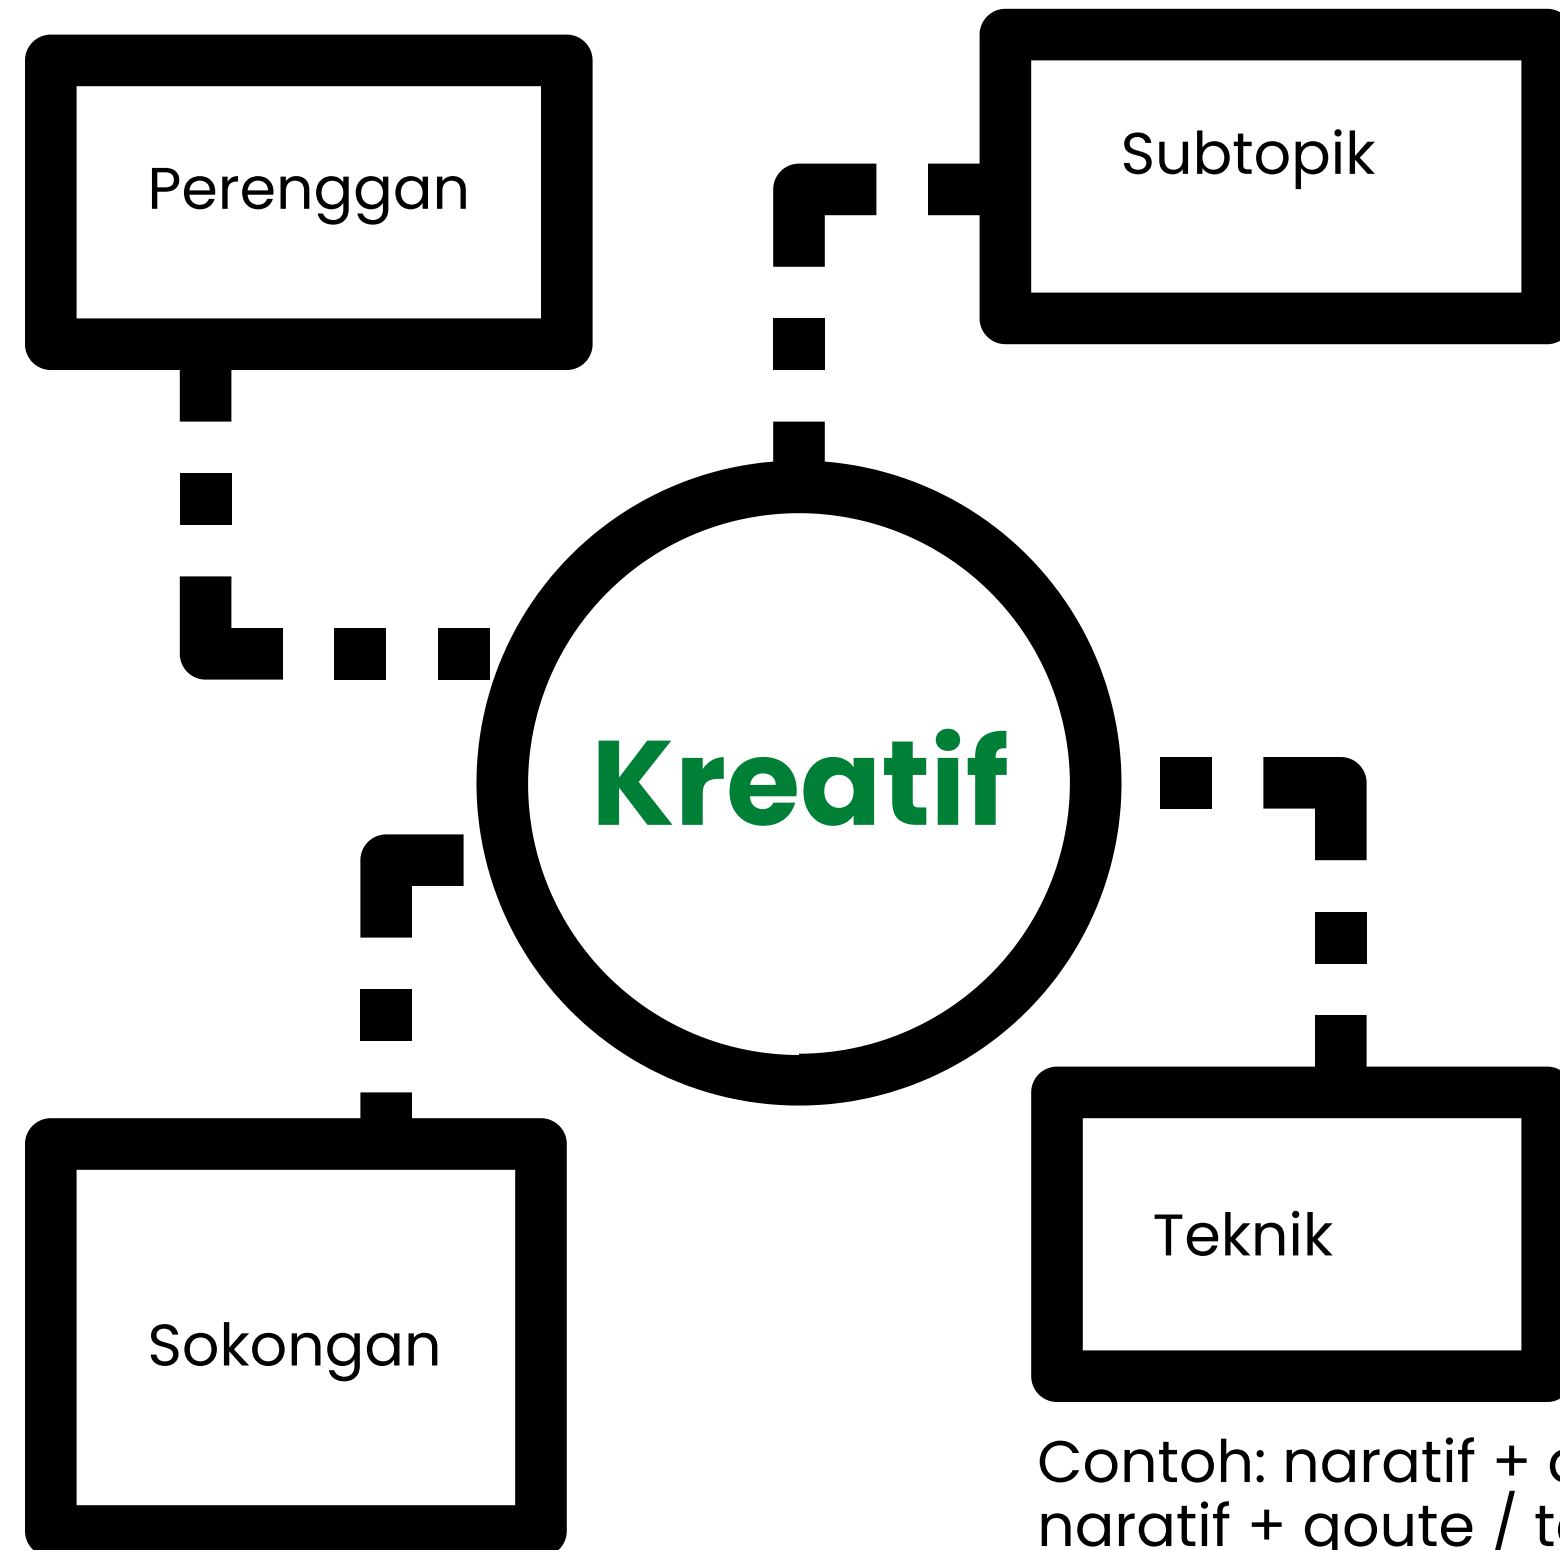 Perenggan
Subtopik
Kreatif
Sokongan
Teknik
Contoh: naratif +
naratif + qoute /